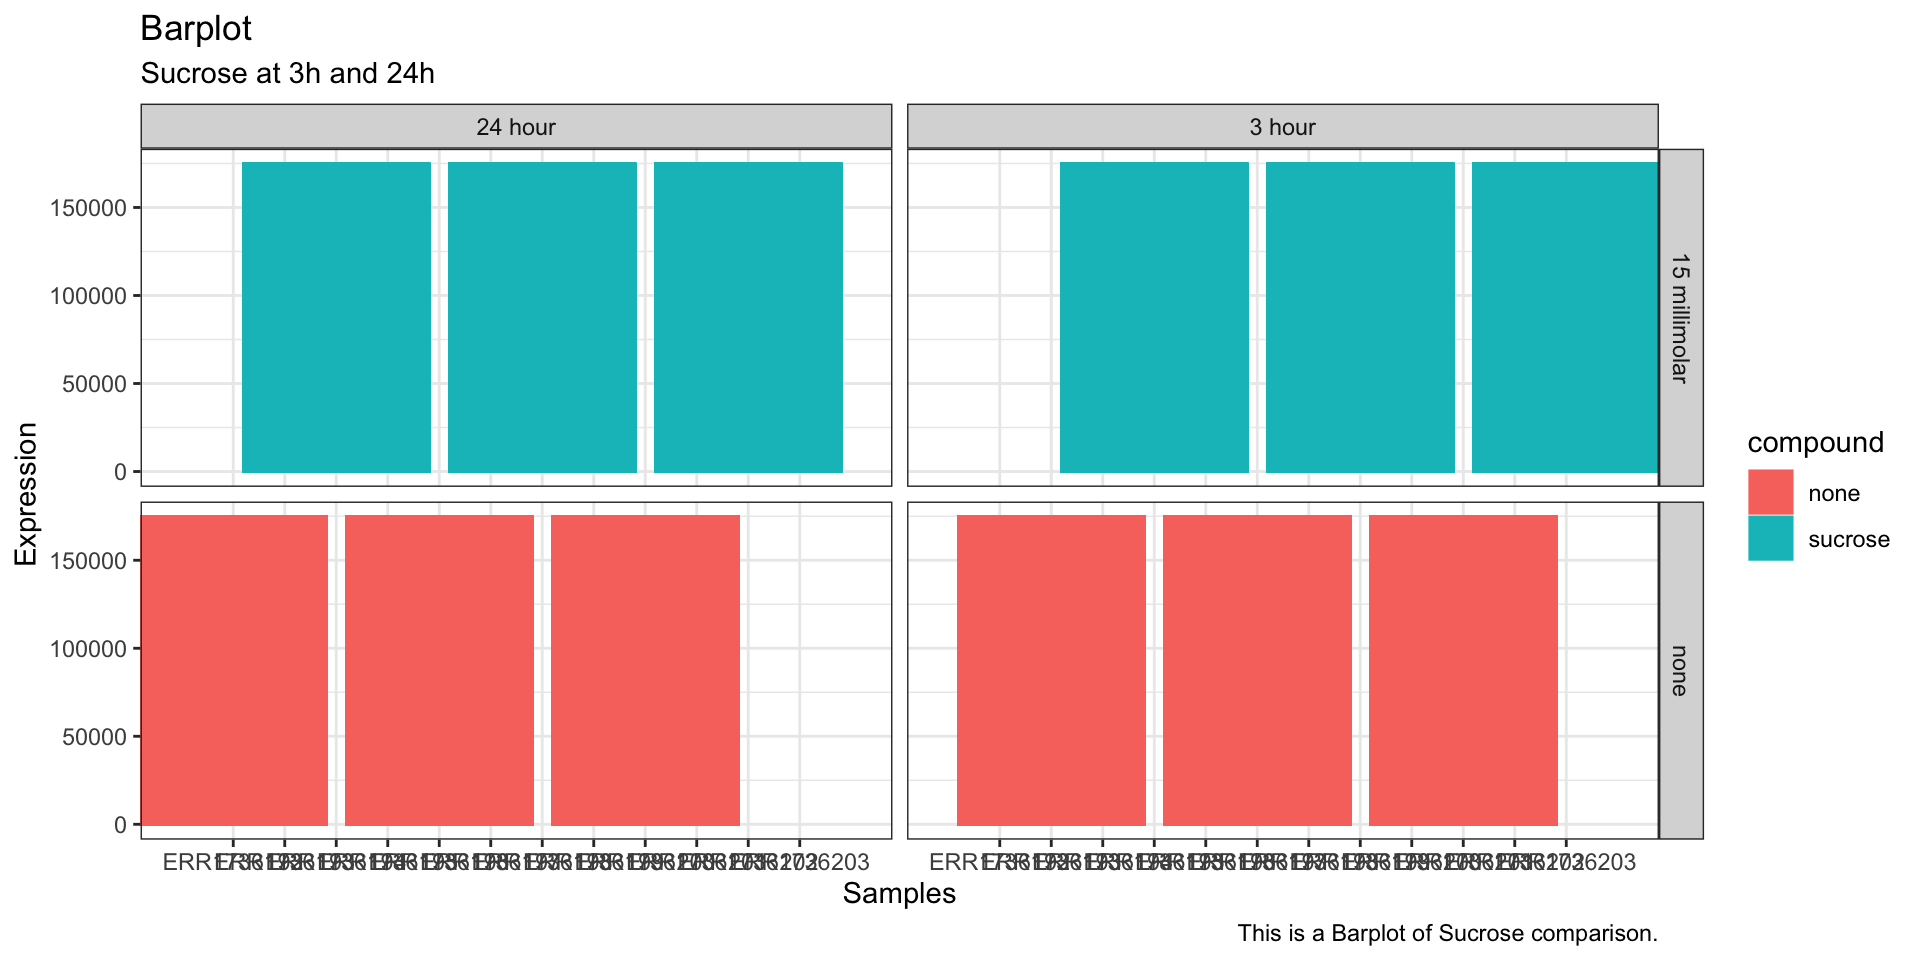 Barplot
Sucrose at 3h and 24h
24 hour
3 hour
150000
100000
50000
0
15 millimolar
150000
100000
50000
0
none
Expression
Samples
compound
none
sucrose
This is a Barplot of Sucrose comparison.